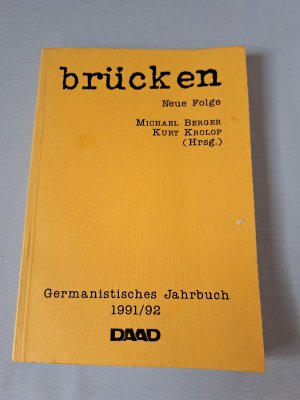 brücken
Neue Folge
MICHAEL BERGER
KURT KROLOP
(Hrsg.)
Germanistisches Jahrbuch
1991/92
DAAD